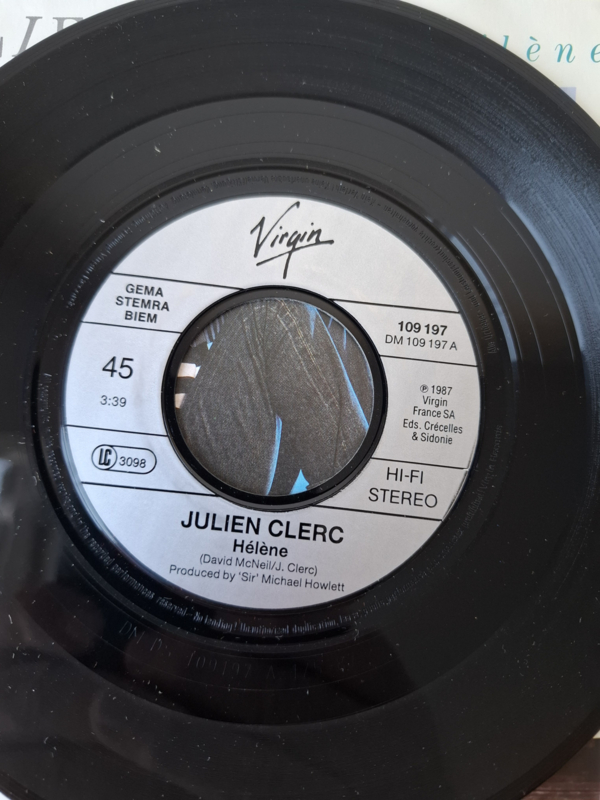 lène
Virgin
GEMA
STEMRA
BIEM
109 197
DM 109 197 A
45
3:39
℗ 1987
Virgin
France SA
Eds. Crécelles
& Sidonie
LC 3098
HI-FI
STEREO
JULIEN CLERC
Hélène
(David McNeil/J. Clerc)
Produced by 'Sir' Michael Howlett